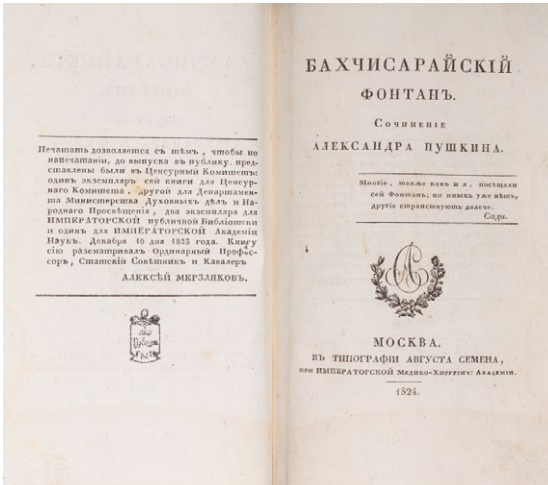 Печатать дозволяется съ тѣмъ, чтобы по
напечатаніи, до выпуска въ публику, пред-
ставлены были въ Ценсурный Комитетъ:
одинъ экземпляръ сей книги для Ценсур-
наго Комитета, другой для Департамен-
та Министерства Духовныхъ дѣлъ и На-
роднаго Просвѣщенія, два экземпляра для
ИМПЕРАТОРСКОЙ публичной Библіотеки
и одинъ для ИМПЕРАТОРСКОЙ Академіи
Наукъ. Декабря 10 дня 1823 года. Книгу
сію разсматривалъ Ординарный Профес-
соръ, Статскій Совѣтникъ и Кавалеръ
АЛЕКСѢЙ МЕРЗЛЯКОВЪ.
БАХЧИСАРАЙСКІЙ
ФОНТАНЪ.
СОЧИНЕНІЕ
АЛЕКСАНДРА ПУШКИНА.
Многіе, также какъ и я, посѣщали
сей Фонтанъ; но иныхъ уже нѣтъ,
другіе странствуютъ далече.
Сади.
МОСКВА.
ВЪ ТИПОГРАФІИ АВГУСТА СЕМЕНА,
ПРИ ИМПЕРАТОРСКОЙ МЕДИКО-ХИРУРГИЧ: АКАДЕМІИ.
1824.